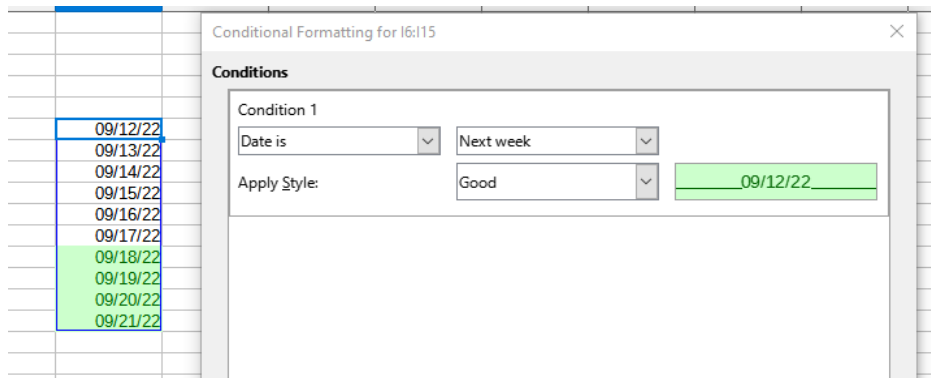 Conditional Formatting for I6:I15
Conditions
Condition 1
Date is
Next week
Apply Style:
Good
09/12/22
09/12/22
09/13/22
09/14/22
09/15/22
09/16/22
09/17/22
09/18/22
09/19/22
09/20/22
09/21/22